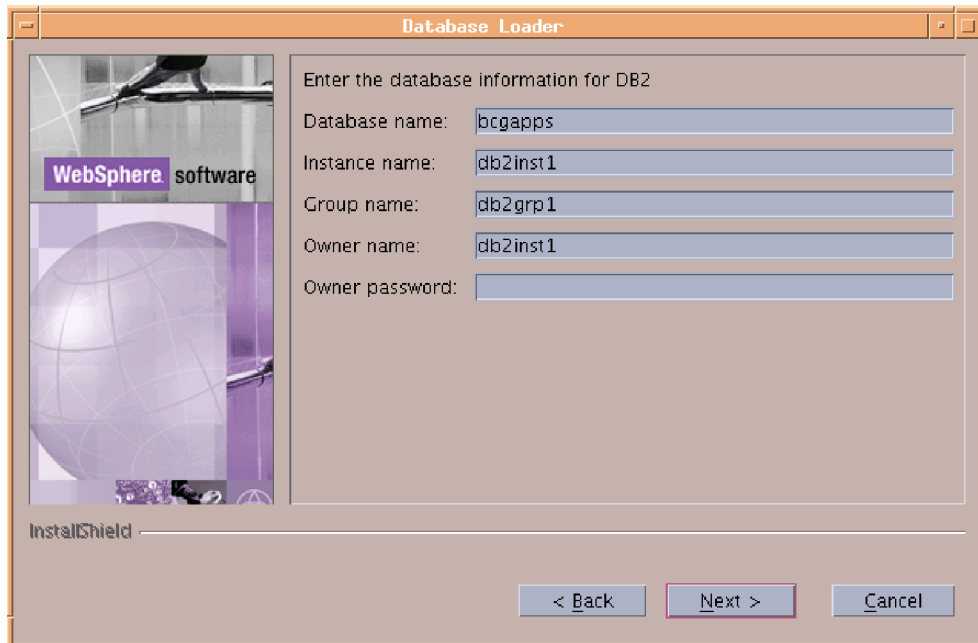 Database Loader
WebSphere software
Enter the database information for DB2
Database name: bcgapps
Instance name: db2inst1
Group name: db2grp1
Owner name: db2inst1
Owner password:
InstallShield
< Back Next > Cancel